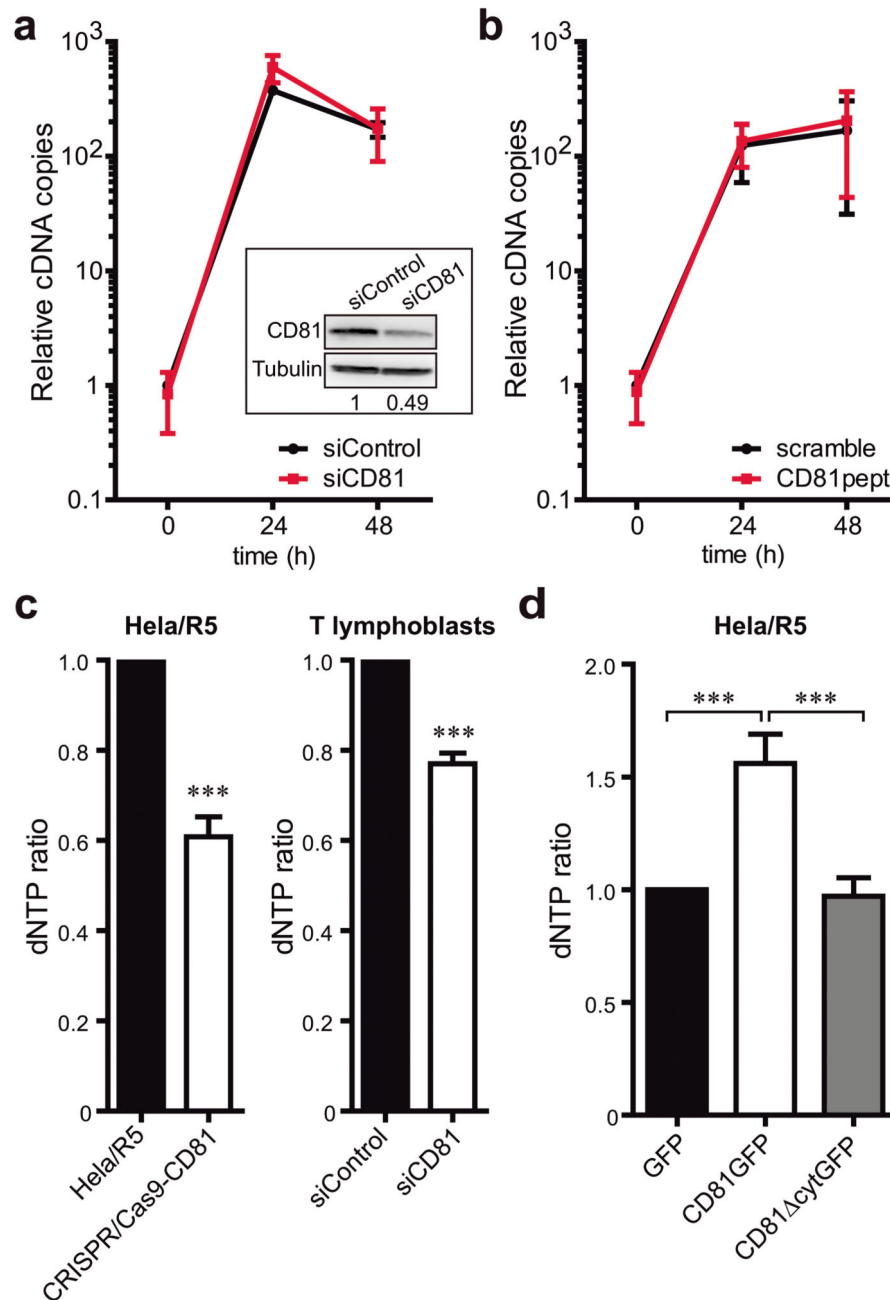 a
Relative cDNA copies
10³
10²
10
1
0.1
0
24
48
time (h)
siControl
siCD81
CD81
Tubulin
1 0.49
siControl
siCD81
b
Relative cDNA copies
10³
10²
10
1
0.1
0
24
48
time (h)
scramble
CD81pept
c
Hela/R5
dNTP ratio
1.0
0.8
0.6
0.4
0.2
0
***
Hela/R5
CRISPR/Cas9-CD81
T lymphoblasts
dNTP ratio
1.0
0.8
0.6
0.4
0.2
0
***
siControl
siCD81
d
Hela/R5
dNTP ratio
2.0
1.5
1.0
0.5
0
***
***
GFP
CD81GFP
CD81ΔcytGFP